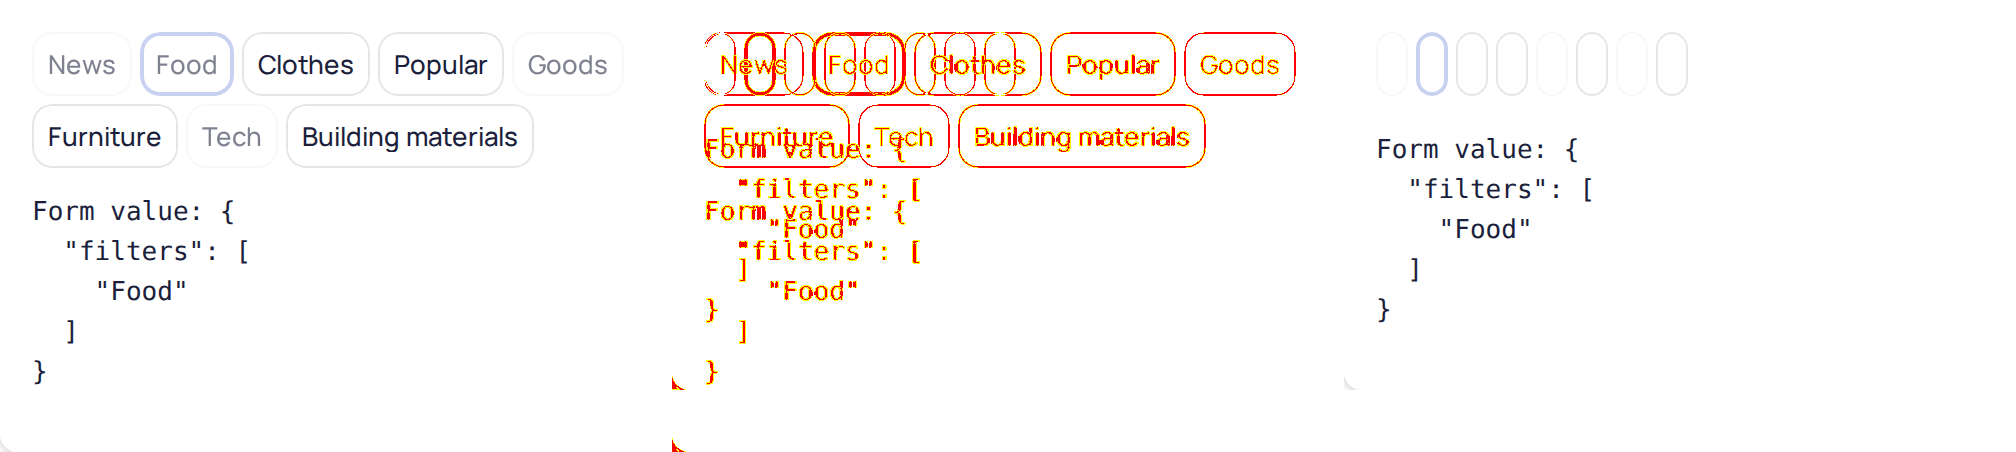 News Food Clothes Popular Goods
Furniture Tech Building materials
Form value: {
  "filters": [
    "Food"
  ]
}
News Food Clothes Popular Goods
Furniture Tech Building materials
Form value: {
  "filters": [
Form value: {
    "Food"
  "filters": [
  ]
    "Food"
}
  ]
}
Form value: {
  "filters": [
    "Food"
  ]
}